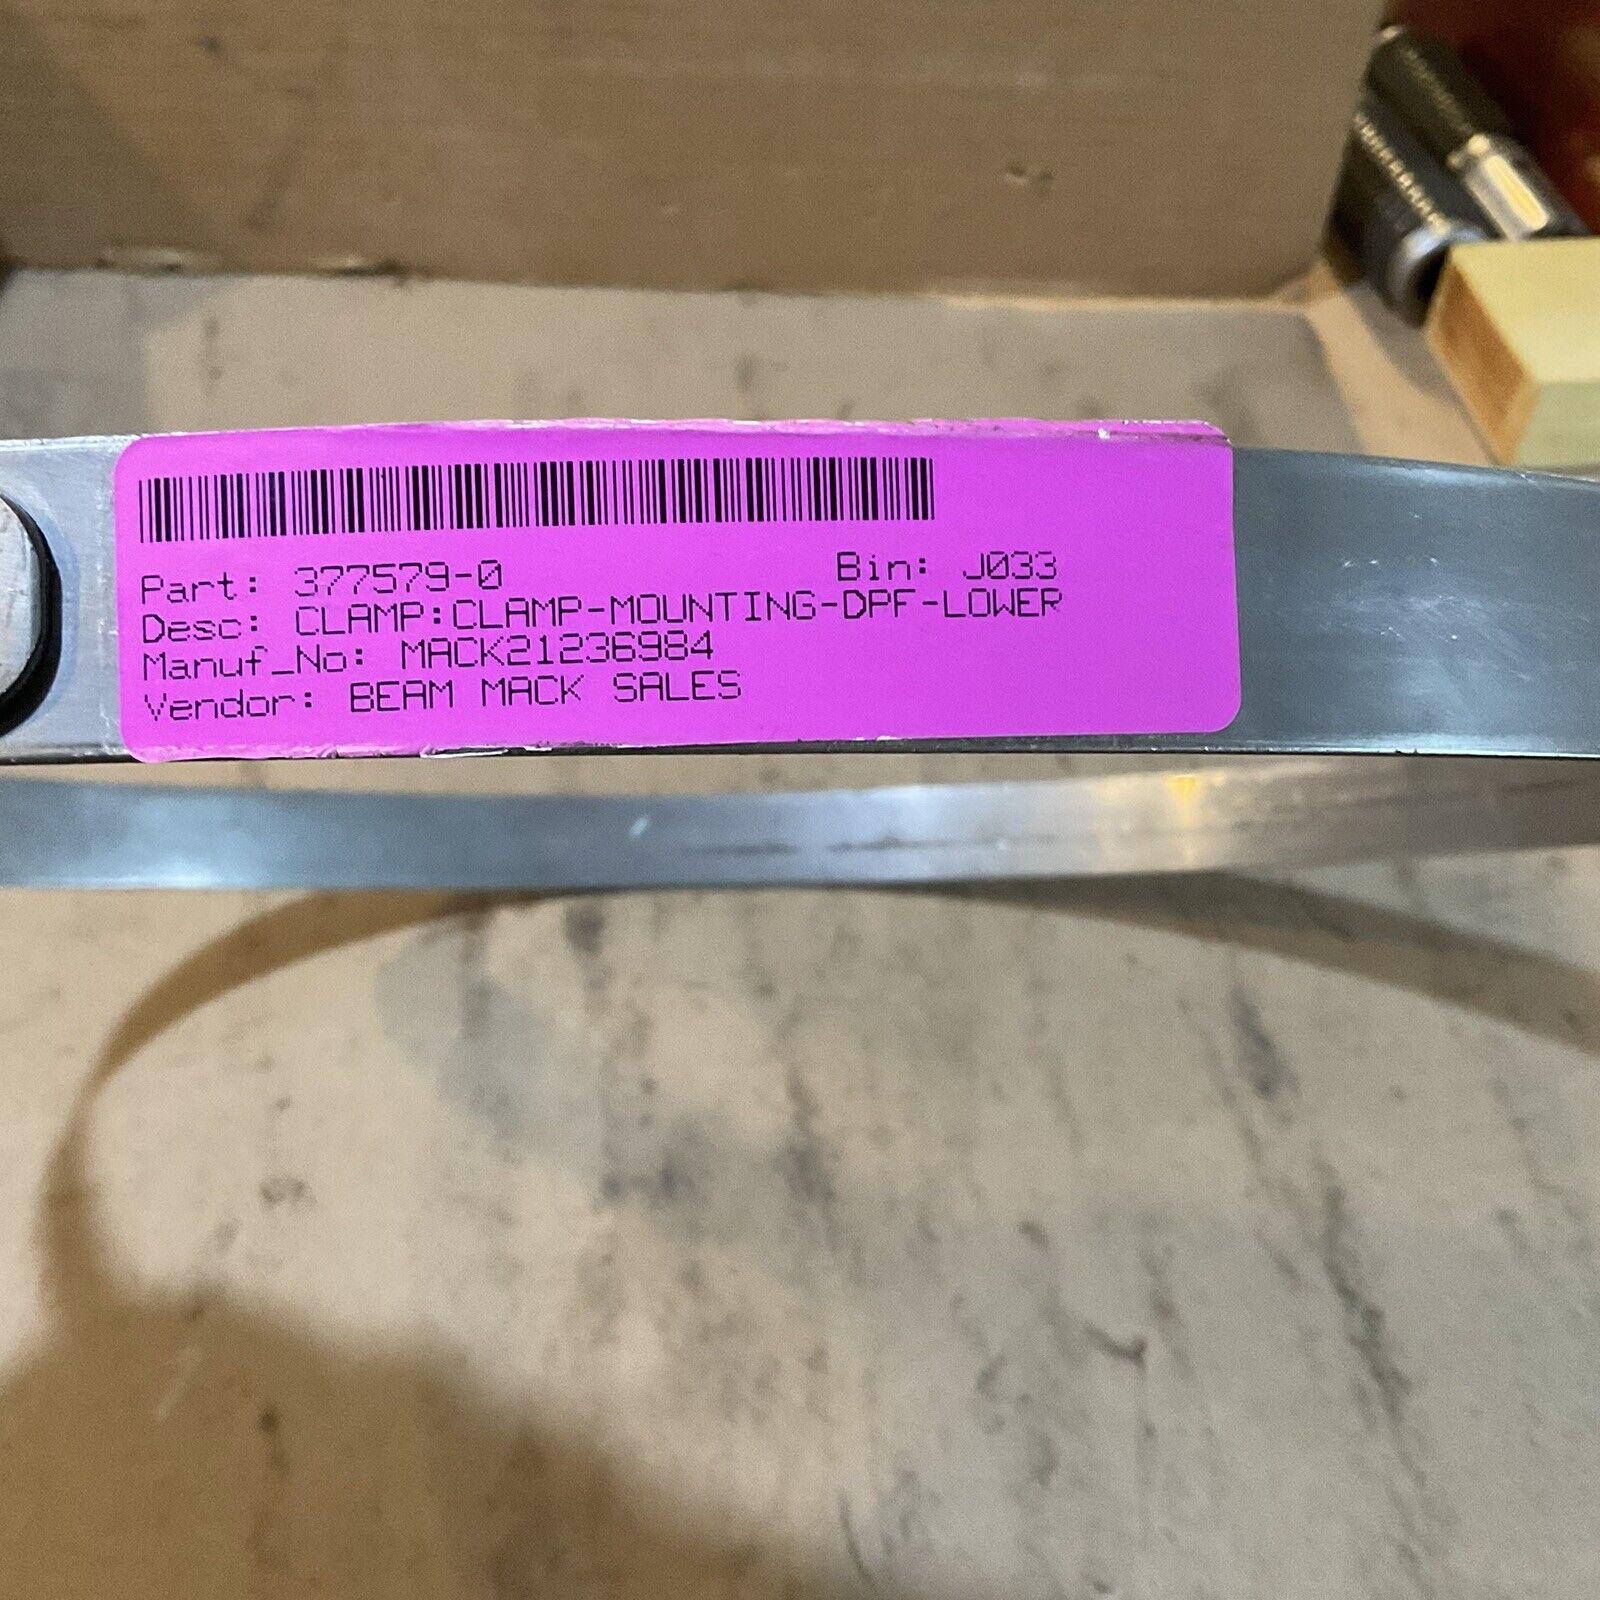 Part: 377579-0 Bin: J033
Desc: CLAMP:CLAMP-MOUNTING-DPF-LOWER
Manuf_No: MACK21236984
Vendor: BEAM MACK SALES